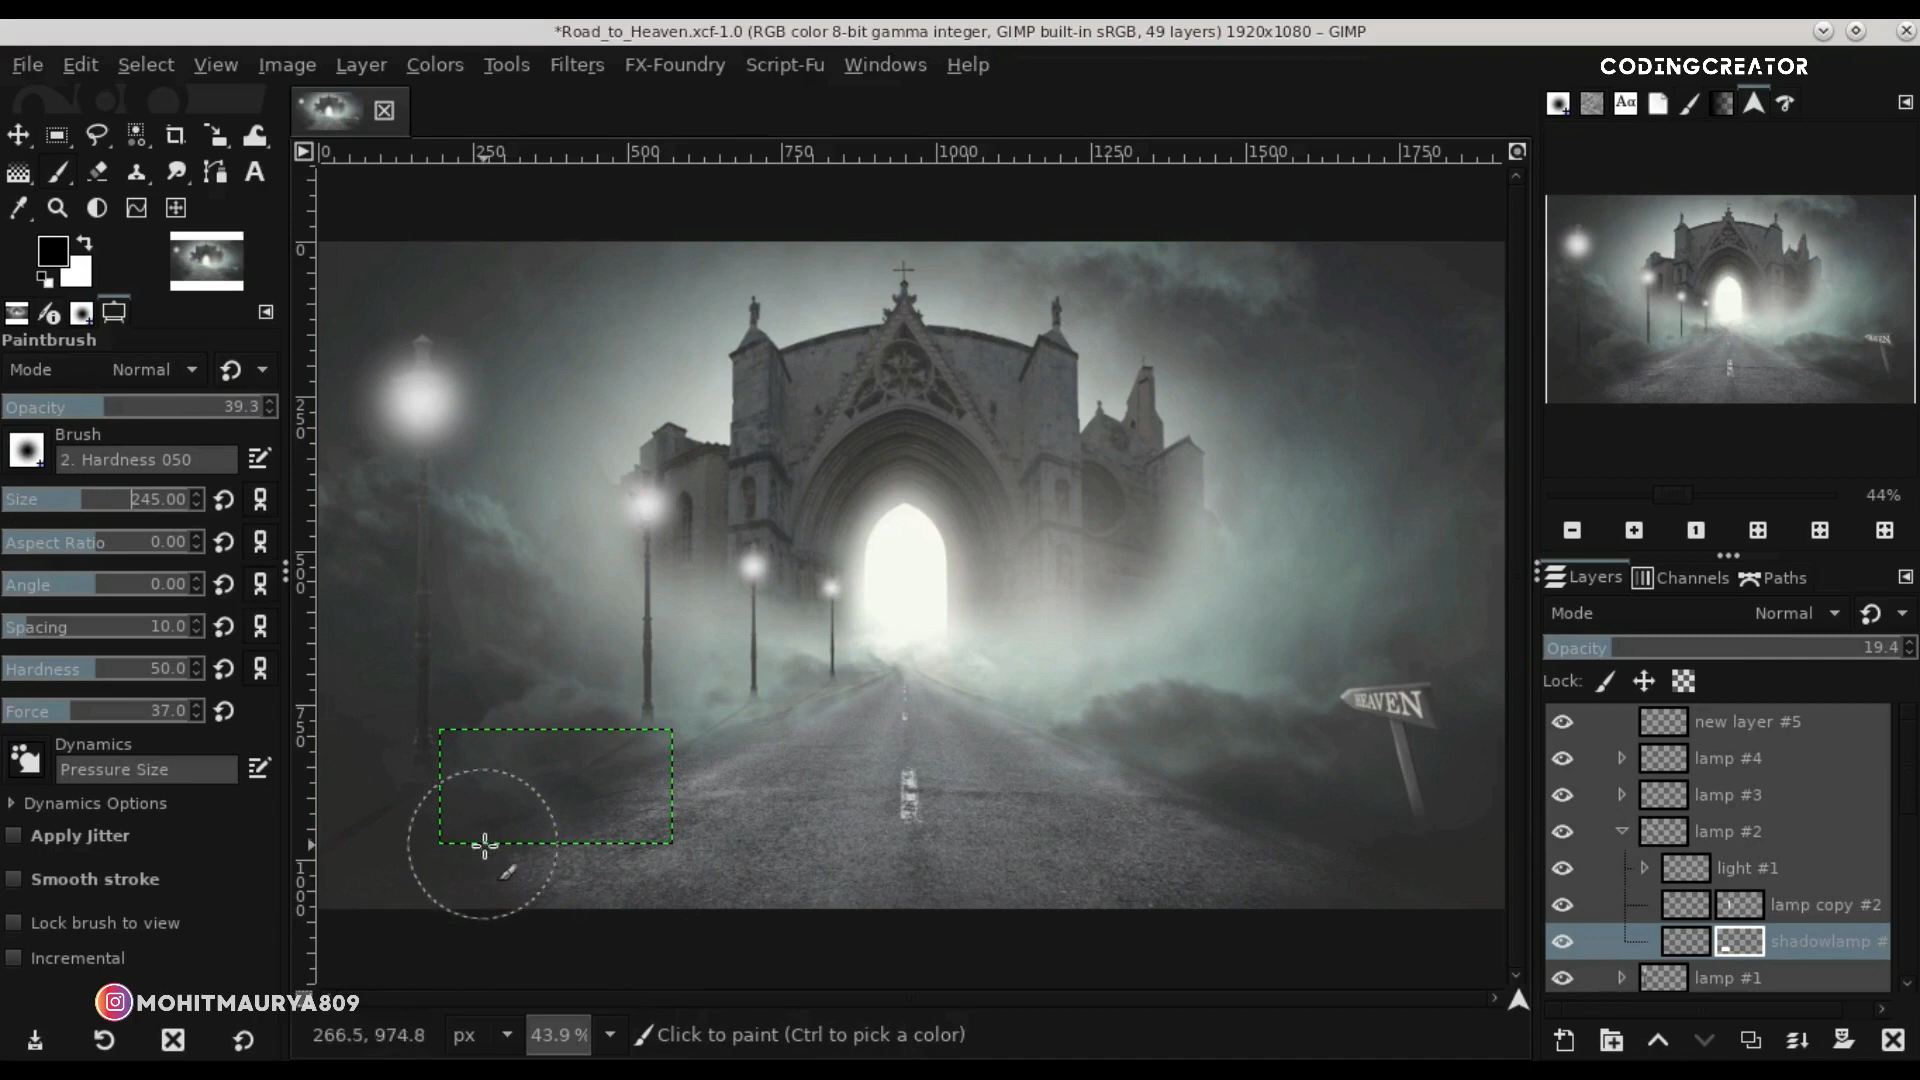 *Road_to_Heaven.xcf-1.0 (RGB color 8-bit gamma integer, GIMP built-in sRGB, 49 layers) 1920x1080 – GIMP
File Edit Select View Image Layer Colors Tools Filters FX-Foundry Script-Fu Windows Help
CODINGCREATOR
Aα
0 250 500 750 1000 1250 1500 1750
Paintbrush
Mode Normal
Opacity 39.3
Brush
2. Hardness 050
Size 245.00
Aspect Ratio 0.00
Angle 0.00
Spacing 10.0
Hardness 50.0
Force 37.0
Dynamics
Pressure Size
Dynamics Options
Apply Jitter
Smooth stroke
Lock brush to view
Incremental
MOHITMAURYA809
0
250
500
750
1000
HEAVEN
266.5, 974.8 px 43.9 % Click to paint (Ctrl to pick a color)
44%
Layers Channels Paths
Mode Normal
Opacity 19.4
Lock:
new layer #5
lamp #4
lamp #3
lamp #2
light #1
lamp copy #2
shadowlamp #
lamp #1